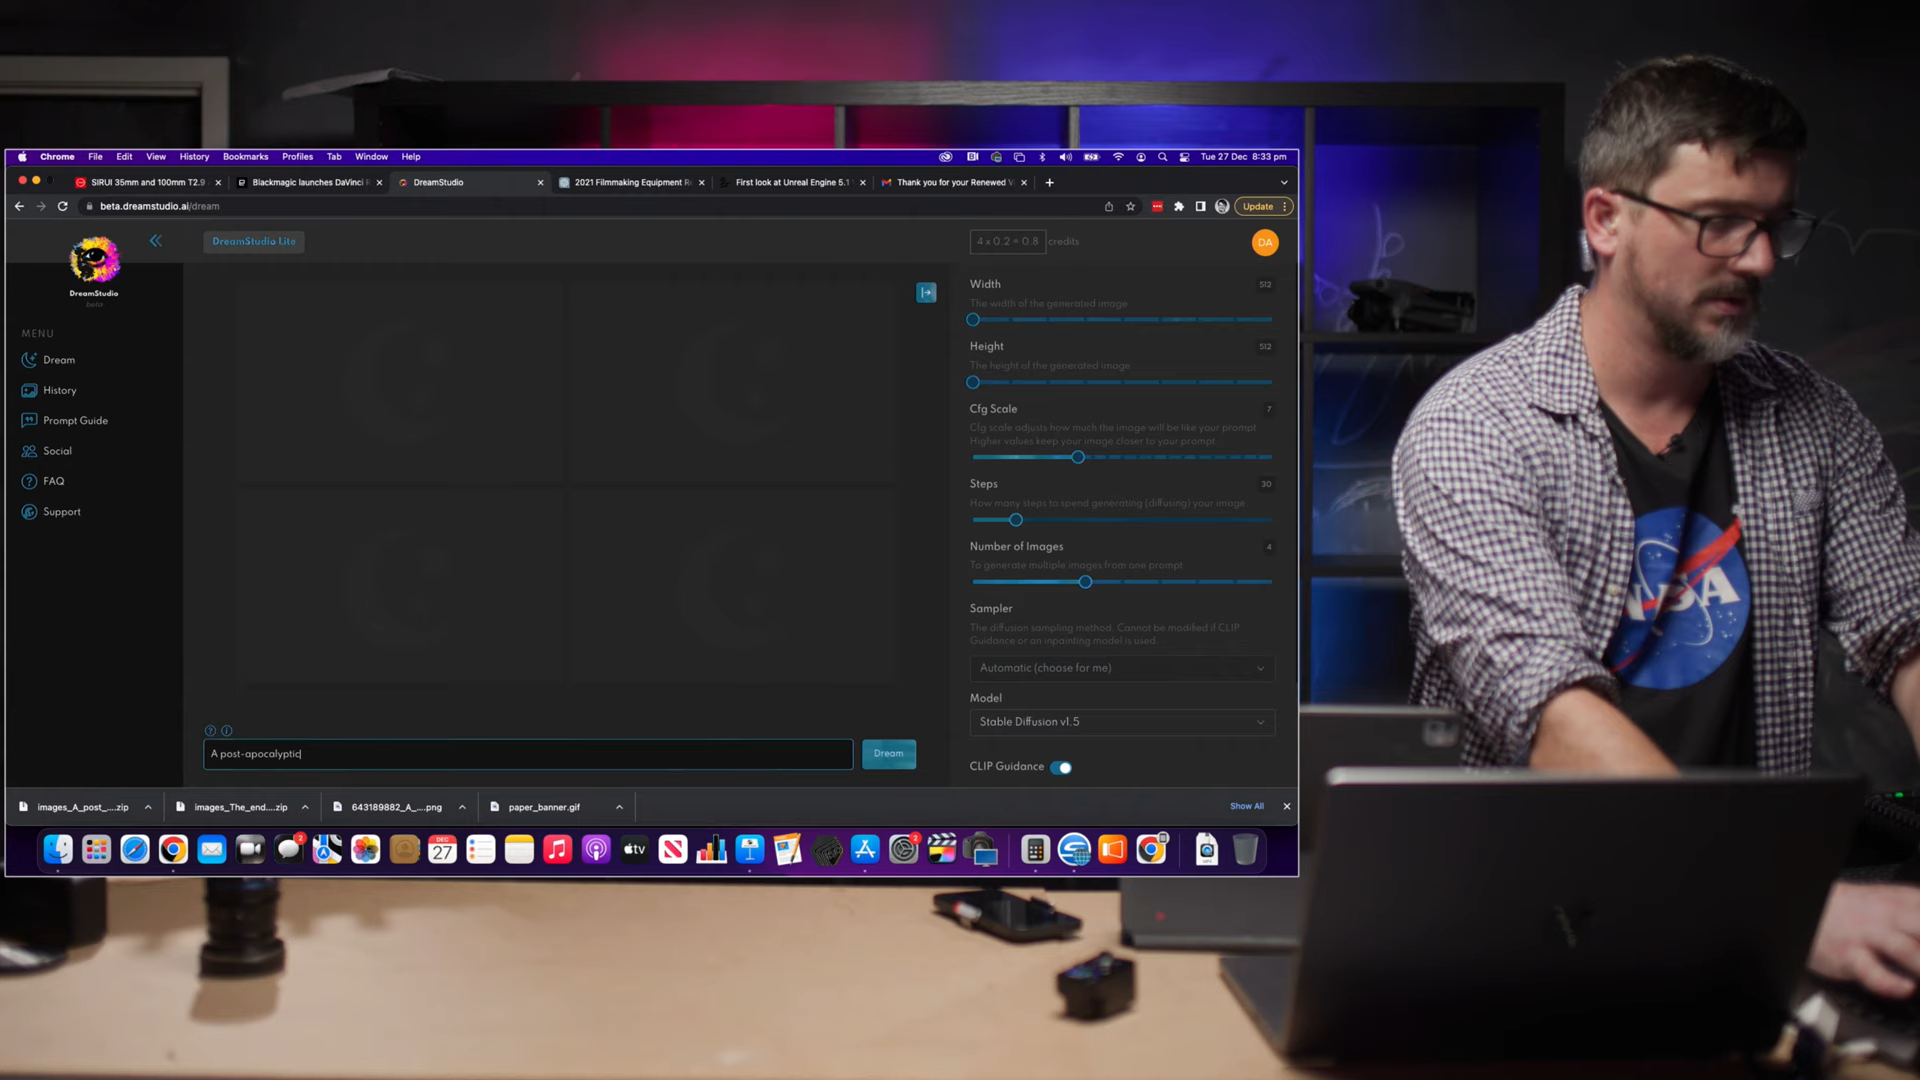 Chrome File Edit View History Bookmarks Profiles Tab Window Help
Tue 27 Dec 8:33 pm
SIRUI 35mm and 100mm T2.9
Blackmagic launches DaVinci R
DreamStudio
2021 Filmmaking Equipment Re
First look at Unreal Engine 5.1
Thank you for your Renewed V
beta.dreamstudio.ai/dream
Update
DreamStudio
beta
DreamStudio Lite
4 x 0.2 = 0.8 credits
DA
MENU
Dream
History
Prompt Guide
Social
FAQ
Support
Width 512
The width of the generated image
Height 512
The height of the generated image
Cfg Scale 7
Cfg scale adjusts how much the image will be like your prompt.
Higher values keep your image closer to your prompt.
Steps 30
How many steps to spend generating (diffusing) your image.
Number of Images 4
To generate multiple images from one prompt
Sampler
The diffusion sampling method. Cannot be modified if CLIP
Guidance or an inpainting model is used.
Automatic (choose for me)
Model
Stable Diffusion v1.5
CLIP Guidance
A post-apocalyptic
Dream
images_A_post_....zip
images_The_end....zip
643189882_A_....png
paper_banner.gif
Show All
2
DEC
27
tv
2
NASA